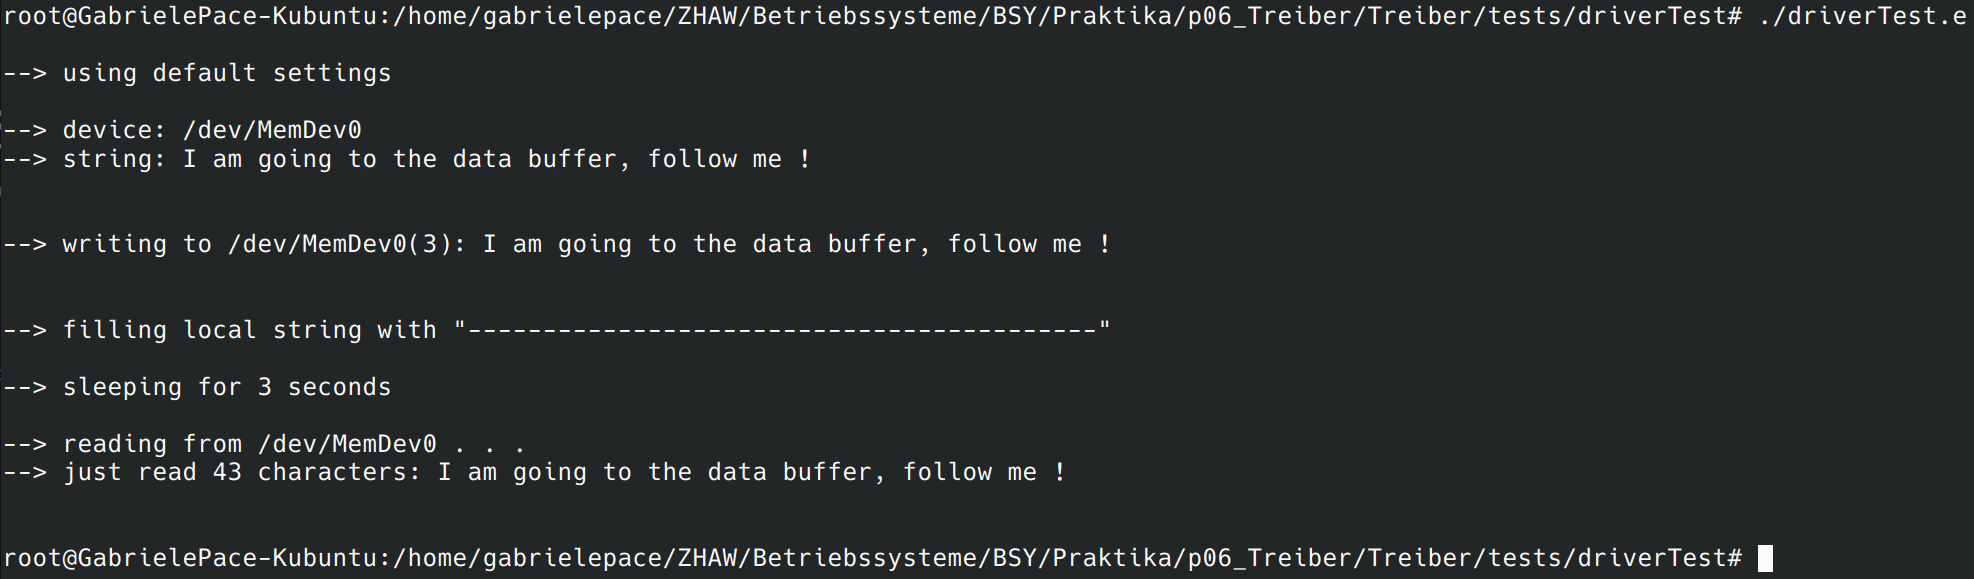 root@GabrielePace-Kubuntu:/home/gabrielepace/ZHAW/Betriebssysteme/BSY/Praktika/p06_Treiber/Treiber/tests/driverTest# ./driverTest.e
--> using default settings
--> device: /dev/MemDev0
--> string: I am going to the data buffer, follow me !
--> writing to /dev/MemDev0(3): I am going to the data buffer, follow me !
--> filling local string with "------------------------------------------"
--> sleeping for 3 seconds
--> reading from /dev/MemDev0 . . .
--> just read 43 characters: I am going to the data buffer, follow me !
root@GabrielePace-Kubuntu:/home/gabrielepace/ZHAW/Betriebssysteme/BSY/Praktika/p06_Treiber/Treiber/tests/driverTest#